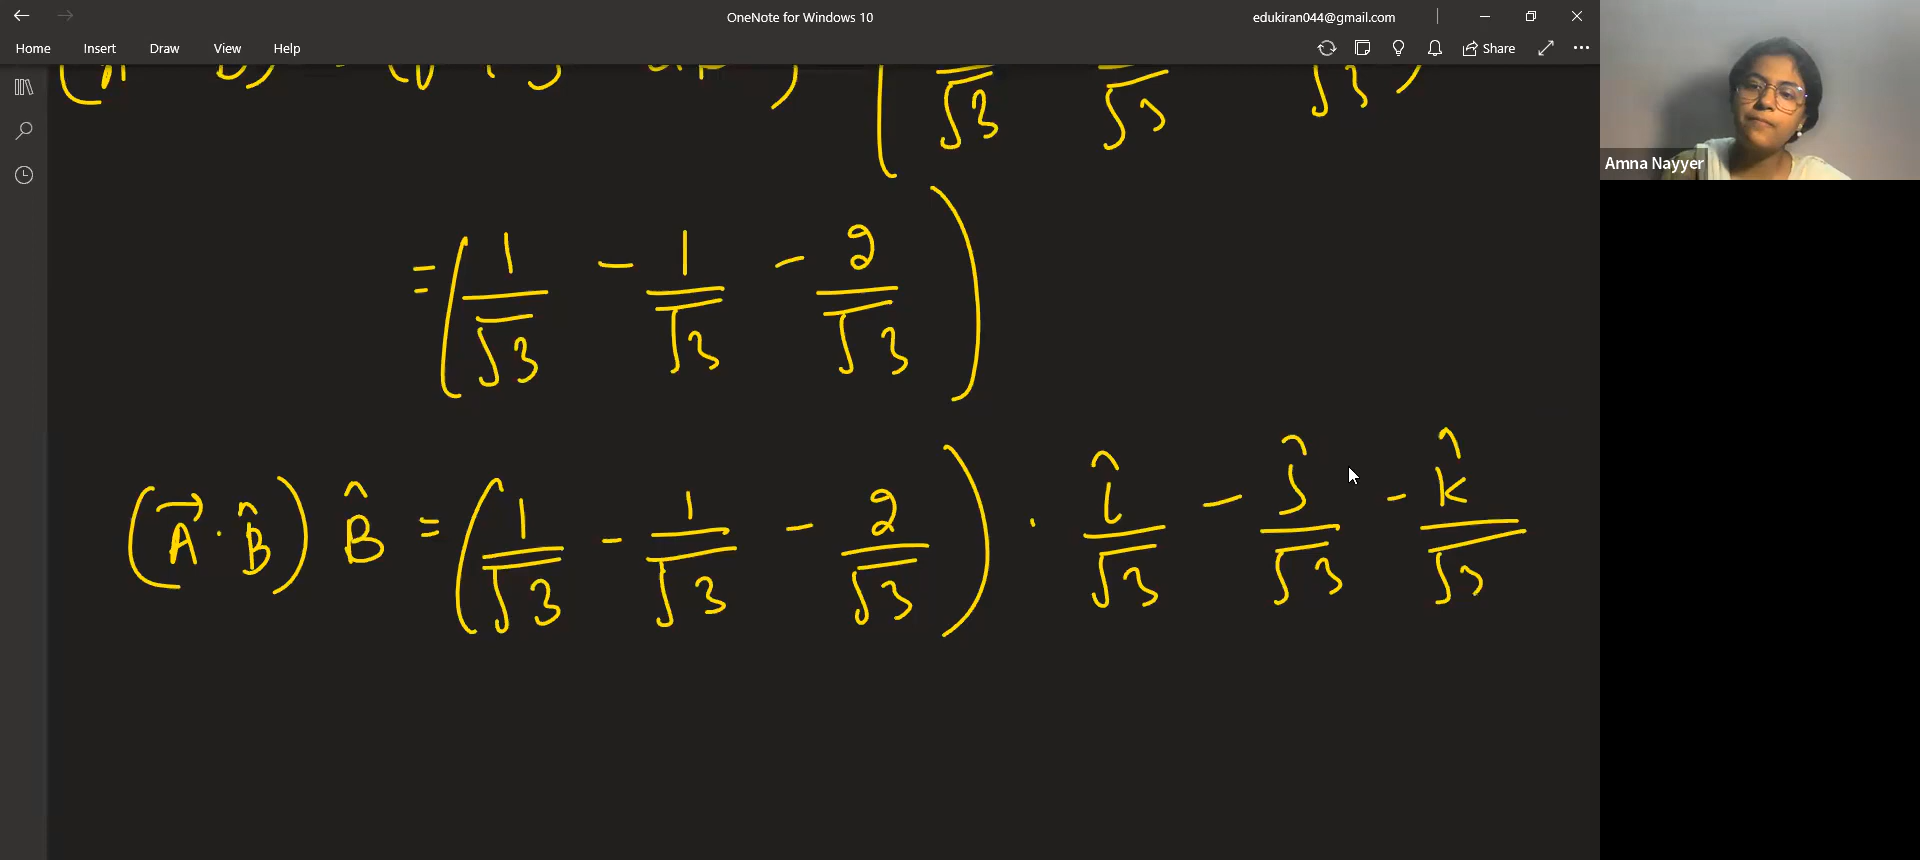 OneNote for Windows 10
edukiran044@gmail.com
Home Insert Draw View Help
Share
Amna Nayyer
= (1/√3 - 1/√3 - 2/√3)
(A⃗ · B̂) B̂ = (1/√3 - 1/√3 - 2/√3) · î/√3 - ĵ/√3 - k̂/√3